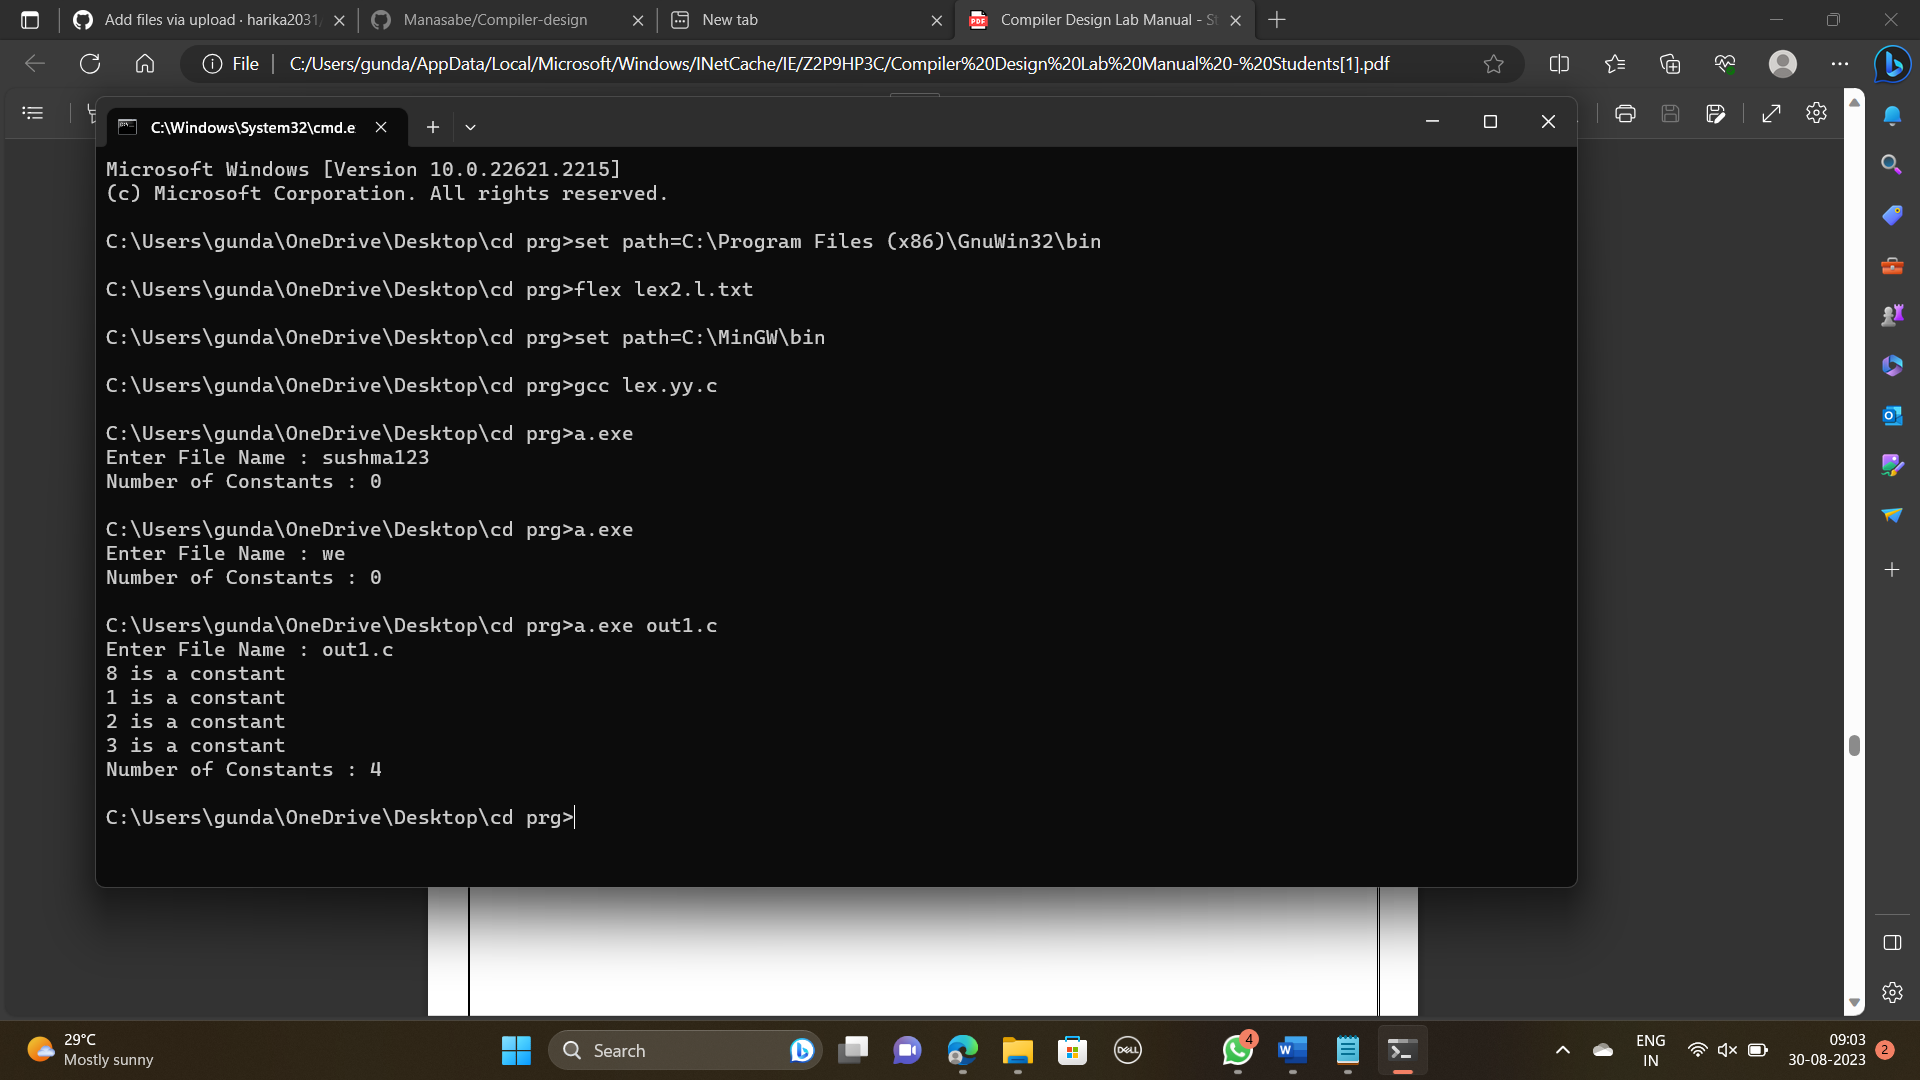 Add files via upload · harika2031/
Manasabe/Compiler-design
New tab
Compiler Design Lab Manual - St
File
C:/Users/gunda/AppData/Local/Microsoft/Windows/INetCache/IE/Z2P9HP3C/Compiler%20Design%20Lab%20Manual%20-%20Students[1].pdf
C:\Windows\System32\cmd.e
Microsoft Windows [Version 10.0.22621.2215]
(c) Microsoft Corporation. All rights reserved.
C:\Users\gunda\OneDrive\Desktop\cd prg>set path=C:\Program Files (x86)\GnuWin32\bin
C:\Users\gunda\OneDrive\Desktop\cd prg>flex lex2.l.txt
C:\Users\gunda\OneDrive\Desktop\cd prg>set path=C:\MinGW\bin
C:\Users\gunda\OneDrive\Desktop\cd prg>gcc lex.yy.c
C:\Users\gunda\OneDrive\Desktop\cd prg>a.exe
Enter File Name : sushma123
Number of Constants : 0
C:\Users\gunda\OneDrive\Desktop\cd prg>a.exe
Enter File Name : we
Number of Constants : 0
C:\Users\gunda\OneDrive\Desktop\cd prg>a.exe out1.c
Enter File Name : out1.c
8 is a constant
1 is a constant
2 is a constant
3 is a constant
Number of Constants : 4
C:\Users\gunda\OneDrive\Desktop\cd prg>
29°C
Mostly sunny
Search
DELL
4
ENG
IN
09:03
30-08-2023
2